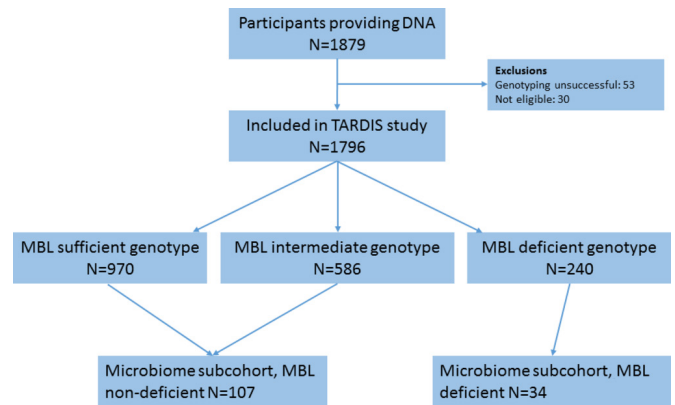 Participants providing DNA
N=1879
Exclusions
Genotyping unsuccessful: 53
Not eligible: 30
Included in TARDIS study
N=1796
MBL sufficient genotype
N=970
MBL intermediate genotype
N=586
MBL deficient genotype
N=240
Microbiome subcohort, MBL
non-deficient N=107
Microbiome subcohort, MBL
deficient N=34